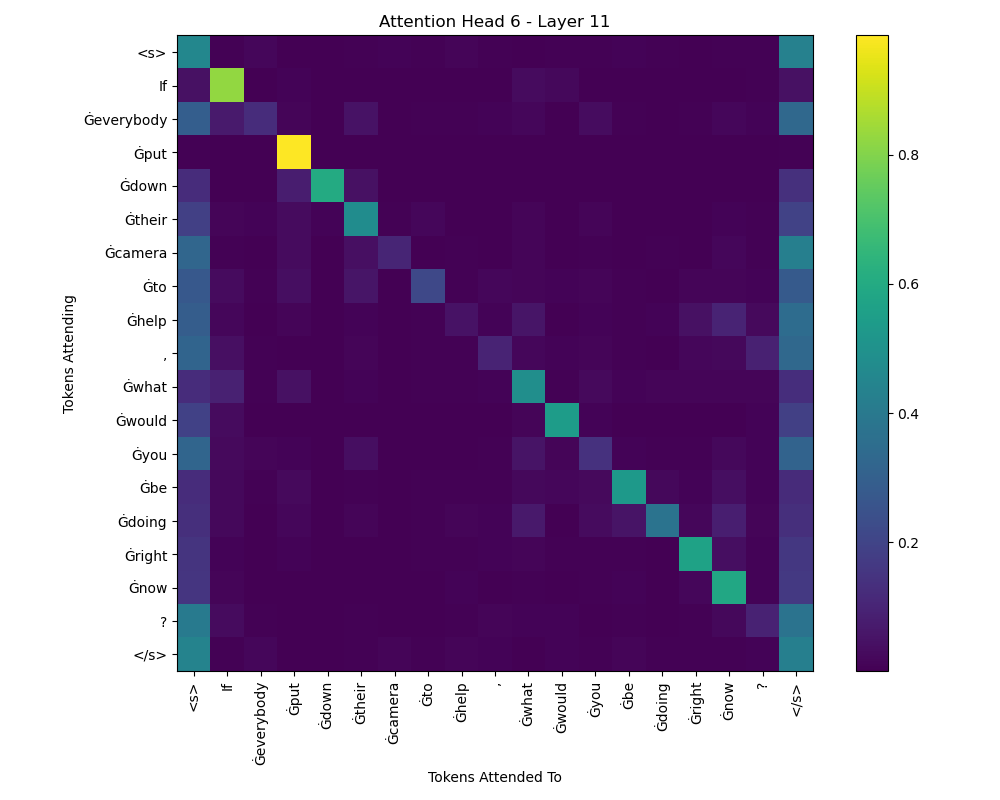 Attention Head 6 - Layer 11
Tokens Attending
<s>
If
Ġeverybody
Ġput
Ġdown
Ġtheir
Ġcamera
Ġto
Ġhelp
,
Ġwhat
Ġwould
Ġyou
Ġbe
Ġdoing
Ġright
Ġnow
?
</s>
<s>
If
Ġeverybody
Ġput
Ġdown
Ġtheir
Ġcamera
Ġto
Ġhelp
,
Ġwhat
Ġwould
Ġyou
Ġbe
Ġdoing
Ġright
Ġnow
?
</s>
Tokens Attended To
0.8
0.6
0.4
0.2